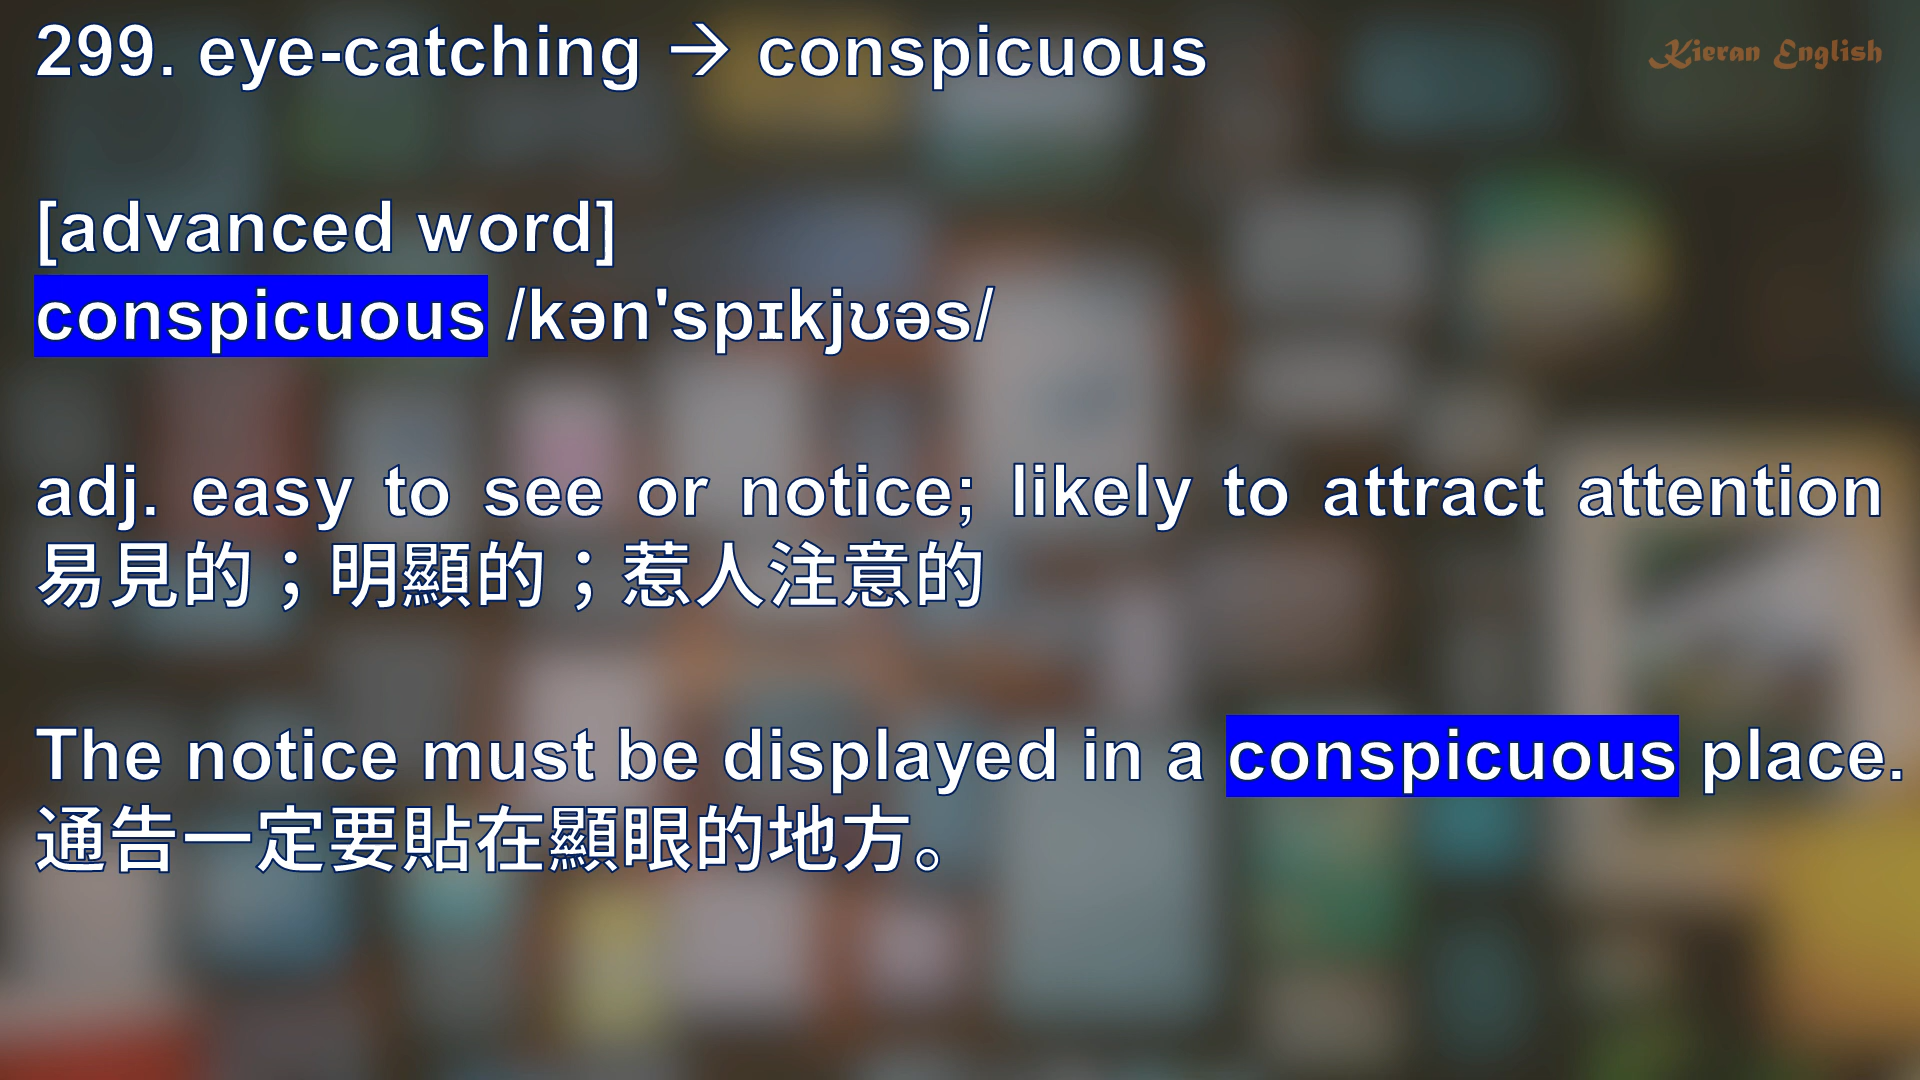 299. eye-catching → conspicuous
Kieran English
[advanced word]
conspicuous /kən'spɪkjʊəs/
adj. easy to see or notice; likely to attract attention
易見的；明顯的；惹人注意的
The notice must be displayed in a conspicuous place.
通告一定要貼在顯眼的地方。